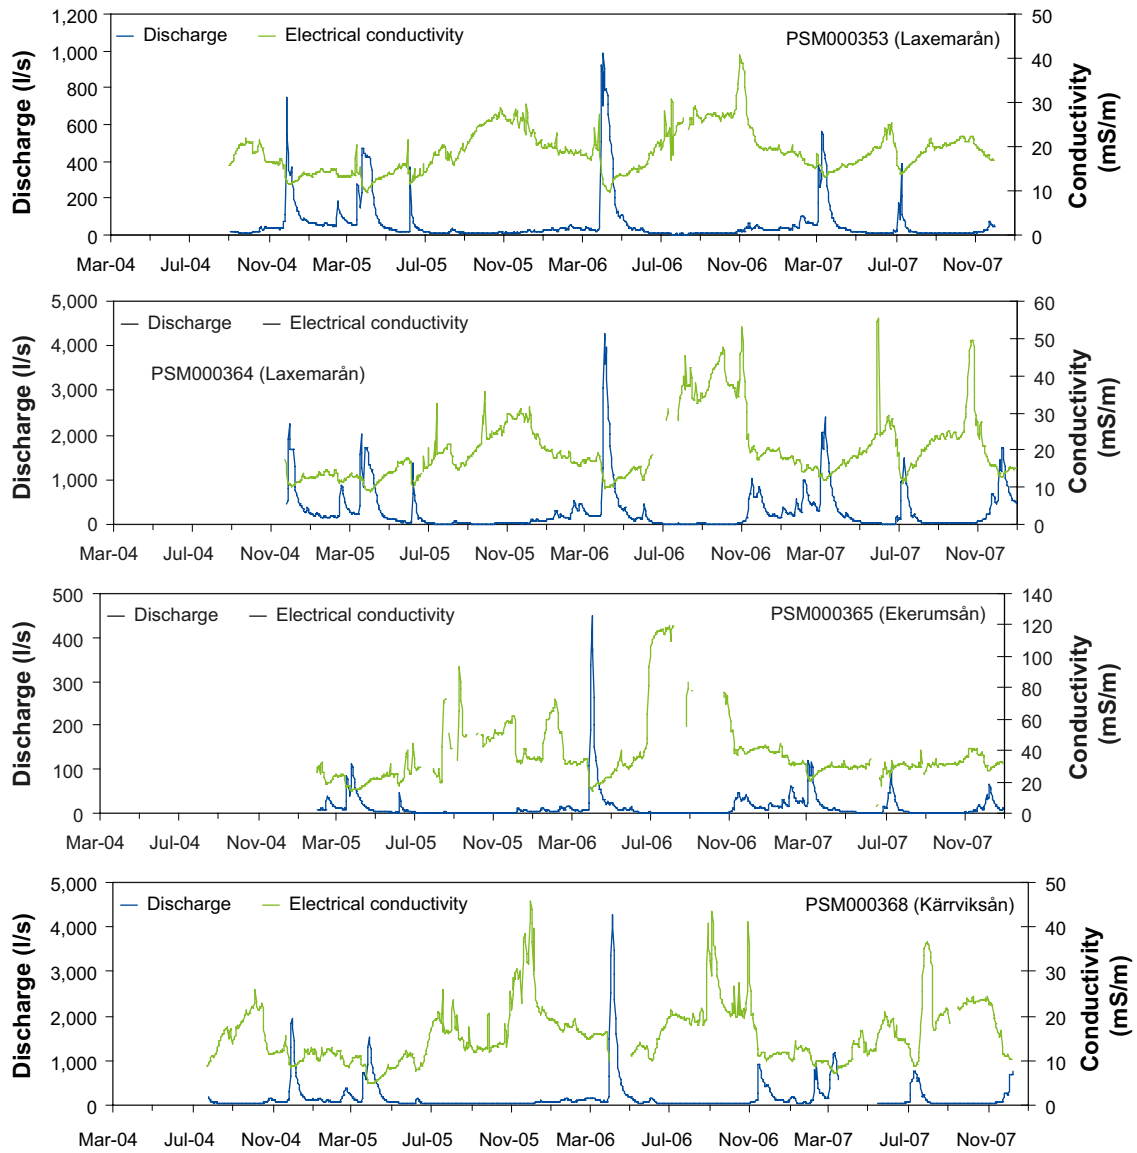 1,200
1,000
800
600
400
200
0
Discharge (l/s)
Discharge
Electrical conductivity
PSM000353 (Laxemarån)
50
40
30
20
10
0
Conductivity
(mS/m)
Mar-04 Jul-04 Nov-04 Mar-05 Jul-05 Nov-05 Mar-06 Jul-06 Nov-06 Mar-07 Jul-07 Nov-07
5,000
4,000
3,000
2,000
1,000
0
Discharge (l/s)
Discharge
Electrical conductivity
PSM000364 (Laxemarån)
60
50
40
30
20
10
0
Conductivity
(mS/m)
Mar-04 Jul-04 Nov-04 Mar-05 Jul-05 Nov-05 Mar-06 Jul-06 Nov-06 Mar-07 Jul-07 Nov-07
500
400
300
200
100
0
Discharge (l/s)
Discharge
Electrical conductivity
PSM000365 (Ekerumsån)
140
120
100
80
60
40
20
0
Conductivity
(mS/m)
Mar-04 Jul-04 Nov-04 Mar-05 Jul-05 Nov-05 Mar-06 Jul-06 Nov-06 Mar-07 Jul-07 Nov-07
5,000
4,000
3,000
2,000
1,000
0
Discharge (l/s)
Discharge
Electrical conductivity
PSM000368 (Kärrviksån)
50
40
30
20
10
0
Conductivity
(mS/m)
Mar-04 Jul-04 Nov-04 Mar-05 Jul-05 Nov-05 Mar-06 Jul-06 Nov-06 Mar-07 Jul-07 Nov-07